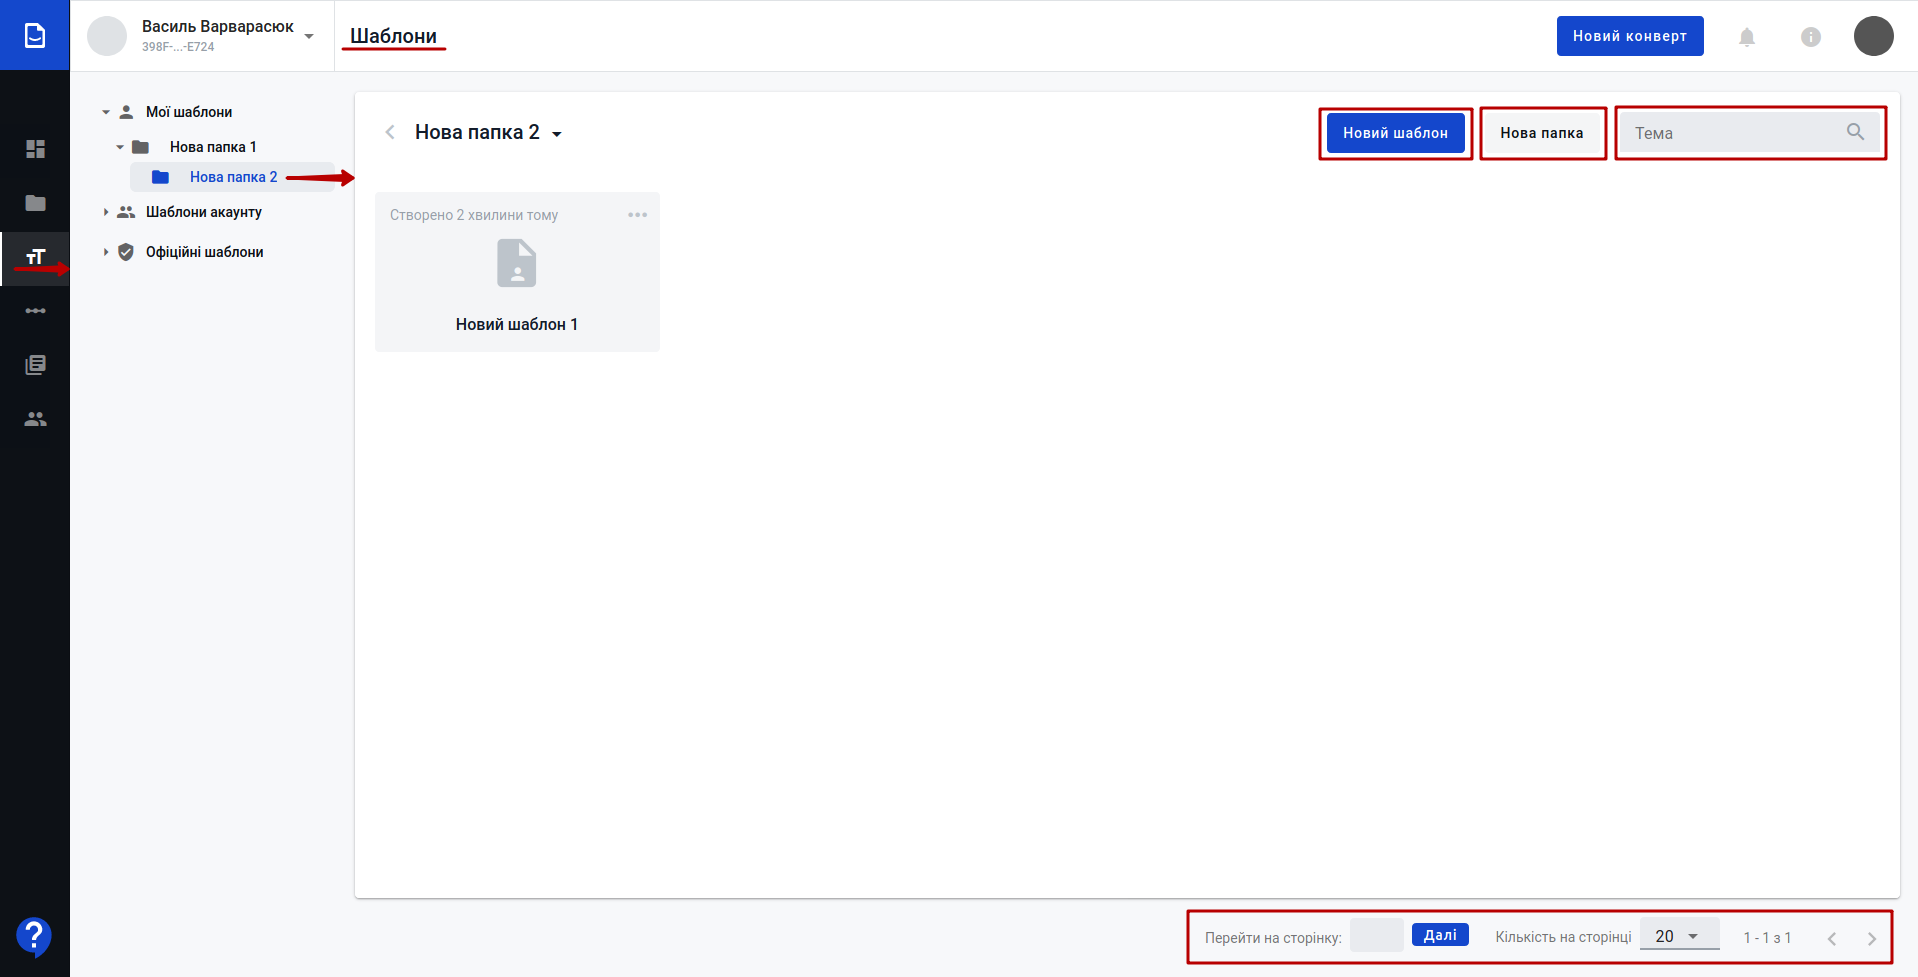 Василь Варварасюк
398F-...-E724
Шаблони
Новий конверт
Мої шаблони
Нова папка 1
Нова папка 2
Шаблони акаунту
Офіційні шаблони
Нова папка 2
Новий шаблон
Нова папка
Тема
Створено 2 хвилини тому
Новий шаблон 1
Перейти на сторінку:
Далі
Кількість на сторінці
20
1 - 1 з 1